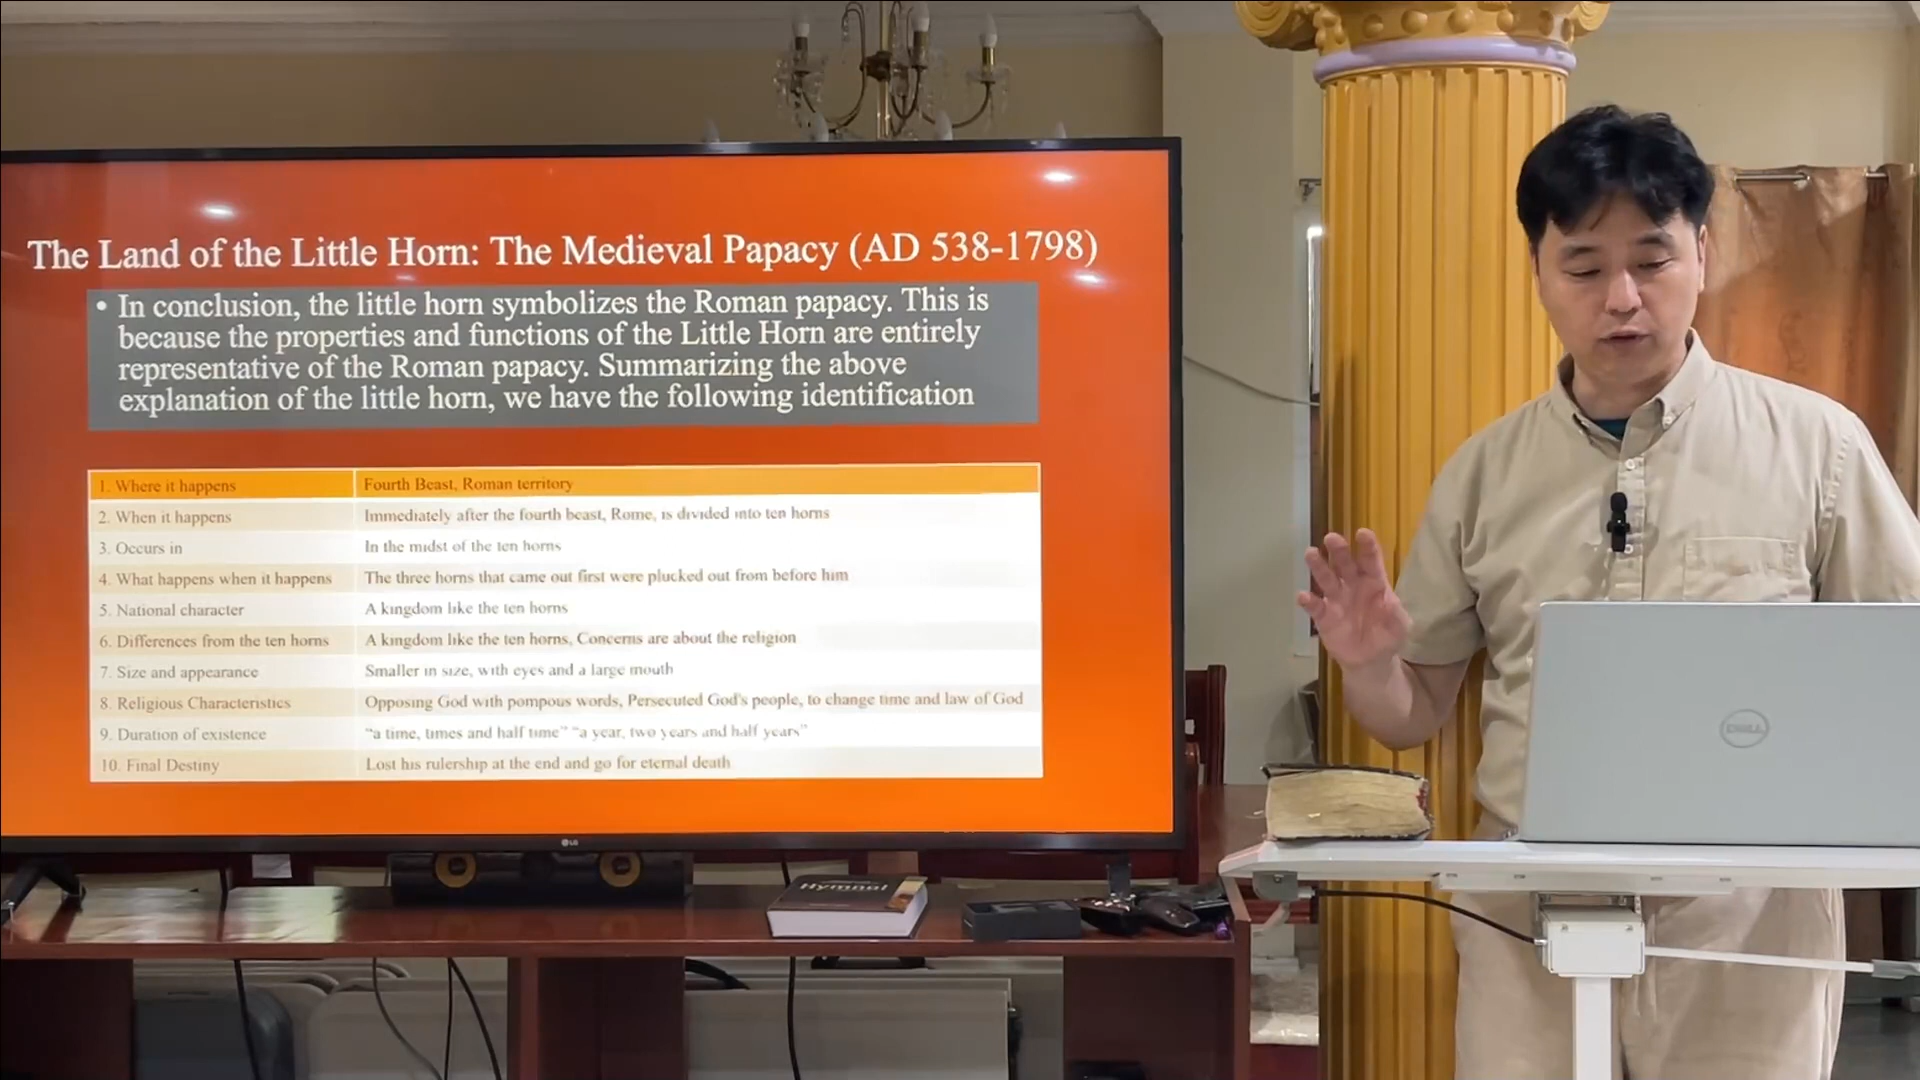 The Land of the Little Horn: The Medieval Papacy (AD 538-1798)
• In conclusion, the little horn symbolizes the Roman papacy. This is
because the properties and functions of the Little Horn are entirely
representative of the Roman papacy. Summarizing the above
explanation of the little horn, we have the following identification
1. Where it happens Fourth Beast, Roman territory
2. When it happens Immediately after the fourth beast, Rome, is divided into ten horns
3. Occurs in In the midst of the ten horns
4. What happens when it happens The three horns that came out first were plucked out from before him
5. National character A kingdom like the ten horns
6. Differences from the ten horns A kingdom like the ten horns, Concerns are about the religion
7. Size and appearance Smaller in size, with eyes and a large mouth
8. Religious Characteristics Opposing God with pompous words, Persecuted God's people, to change time and law of God
9. Duration of existence "a time, times and half time" "a year, two years and half years"
10. Final Destiny Lost his rulership at the end and go for eternal death
LG
Hymnal
DELL